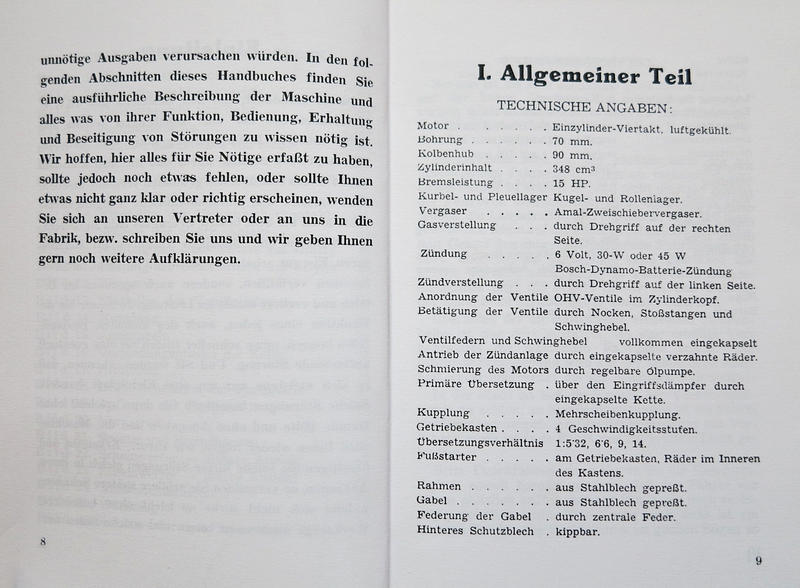 unnötige Ausgaben verursachen würden. In den fol-
genden Abschnitten dieses Handbuches finden Sie
eine ausführliche Beschreibung der Maschine und
alles was von ihrer Funktion, Bedienung, Erhaltung
und Beseitigung von Störungen zu wissen nötig ist.
Wir hoffen, hier alles für Sie Nötige erfaßt zu haben,
sollte jedoch noch etwas fehlen, oder sollte Ihnen
etwas nicht ganz klar oder richtig erscheinen, wenden
Sie sich an unseren Vertreter oder an uns in die
Fabrik, bezw. schreiben Sie uns und wir geben Ihnen
gern noch weitere Aufklärungen.
8
I. Allgemeiner Teil
TECHNISCHE ANGABEN:
Motor . . . . . . Einzylinder-Viertakt, luftgekühlt.
Bohrung . . . . . . 70 mm.
Kolbenhub . . . . . 90 mm.
Zylinderinhalt . . . . 348 cm³
Bremsleistung . . . . 15 HP.
Kurbel- und Pleuellager Kugel- und Rollenlager.
Vergaser . . . . . Amal-Zweischiebervergaser.
Gasverstellung . . . durch Drehgriff auf der rechten
Seite.
Zündung . . . . . 6 Volt, 30-W oder 45 W
Bosch-Dynamo-Batterie-Zündung
Zündverstellung . . . durch Drehgriff auf der linken Seite.
Anordnung der Ventile OHV-Ventile im Zylinderkopf.
Betätigung der Ventile durch Nocken, Stoßstangen und
Schwinghebel.
Ventilfedern und Schwinghebel vollkommen eingekapselt
Antrieb der Zündanlage durch eingekapselte verzahnte Räder.
Schmierung des Motors durch regelbare Ölpumpe.
Primäre Übersetzung . über den Eingriffsdämpfer durch
eingekapselte Kette.
Kupplung . . . . . Mehrscheibenkupplung.
Getriebekasten . . . . 4 Geschwindigkeitsstufen.
Übersetzungsverhältnis 1:5'32, 6'6, 9, 14.
Fußstarter . . . . . am Getriebekasten, Räder im Inneren
des Kastens.
Rahmen . . . . . . aus Stahlblech gepreßt.
Gabel . . . . . . . aus Stahlblech gepreßt.
Federung der Gabel . durch zentrale Feder.
Hinteres Schutzblech . kippbar.
9